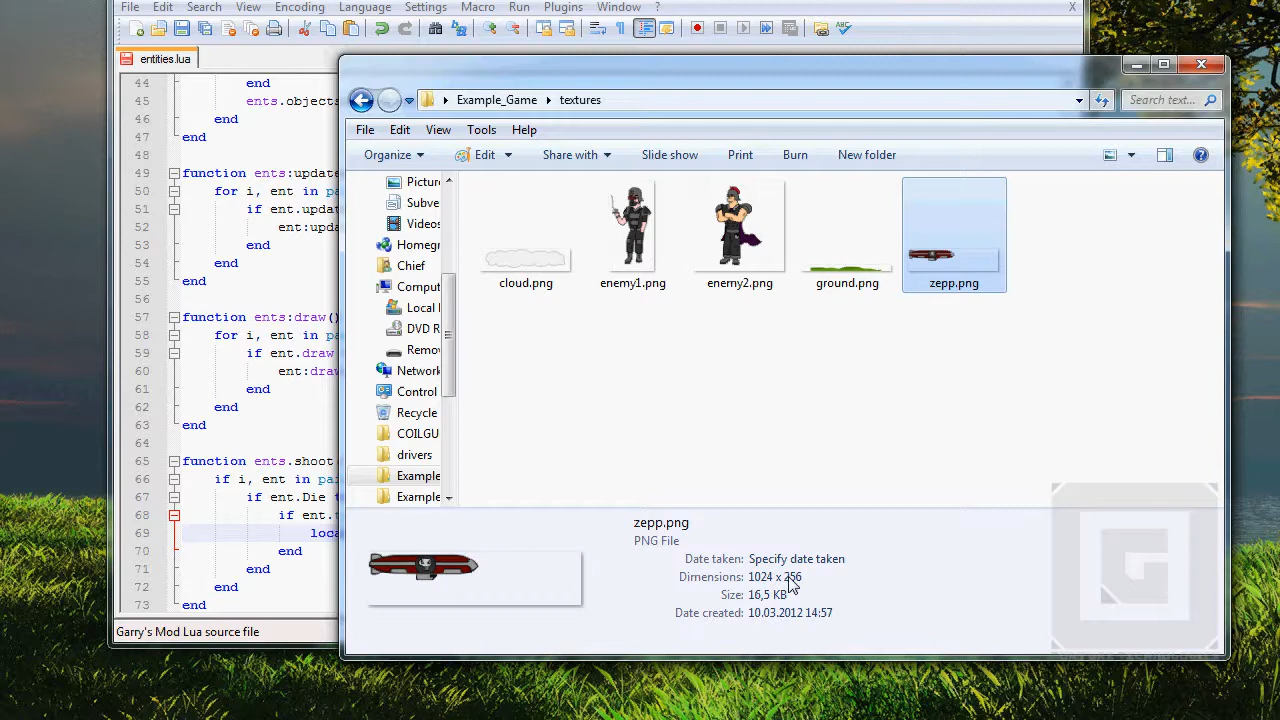 File Edit Search View Encoding Language Settings Macro Run Plugins Window ? X
entities.lua
44 end
45 ents.objects
46 end
47 end
48
49 function ents:update
50 for i, ent in pa
51 if ent.updat
52 ent:upda
53 end
54 end
55 end
56
57 function ents:draw()
58 for i, ent in pa
59 if ent.draw
60 ent:draw
61 end
62 end
63 end
64
65 function ents.shoot
66 if i, ent in pai
67 if ent.Die
68 if ent.
69 loca
70 end
71 end
72 end
73 end
Garry's Mod Lua source file
Example_Game textures
Search text...
File Edit View Tools Help
Organize Edit Share with Slide show Print Burn New folder
Pictur
Subve
Videos
Homegr
Chief
Comput
Local
DVD R
Remo
Network
Control
Recycle
COILGU
drivers
Example
Example
cloud.png
enemy1.png
enemy2.png
ground.png
zepp.png
zepp.png
PNG File
Date taken: Specify date taken
Dimensions: 1024 x 256
Size: 16,5 KB
Date created: 10.03.2012 14:57